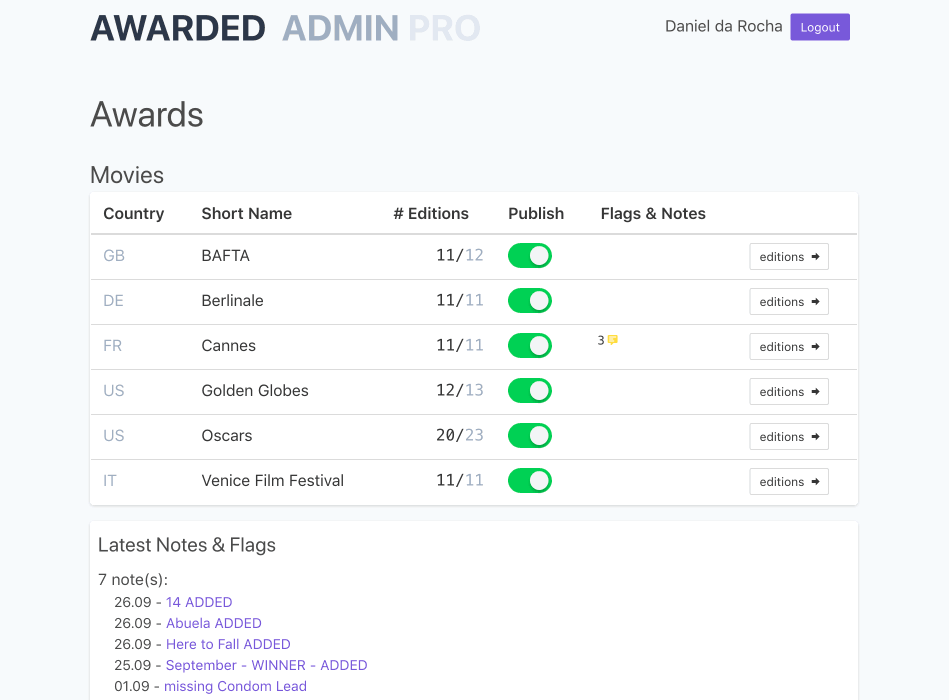 AWARDED ADMIN PRO
Daniel da Rocha Logout
Awards
Movies
Country Short Name # Editions Publish Flags & Notes
GB BAFTA 11/12 editions
DE Berlinale 11/11 editions
FR Cannes 11/11 3 editions
US Golden Globes 12/13 editions
US Oscars 20/23 editions
IT Venice Film Festival 11/11 editions
Latest Notes & Flags
7 note(s):
26.09 - 14 ADDED
26.09 - Abuela ADDED
26.09 - Here to Fall ADDED
25.09 - September - WINNER - ADDED
01.09 - missing Condom Lead